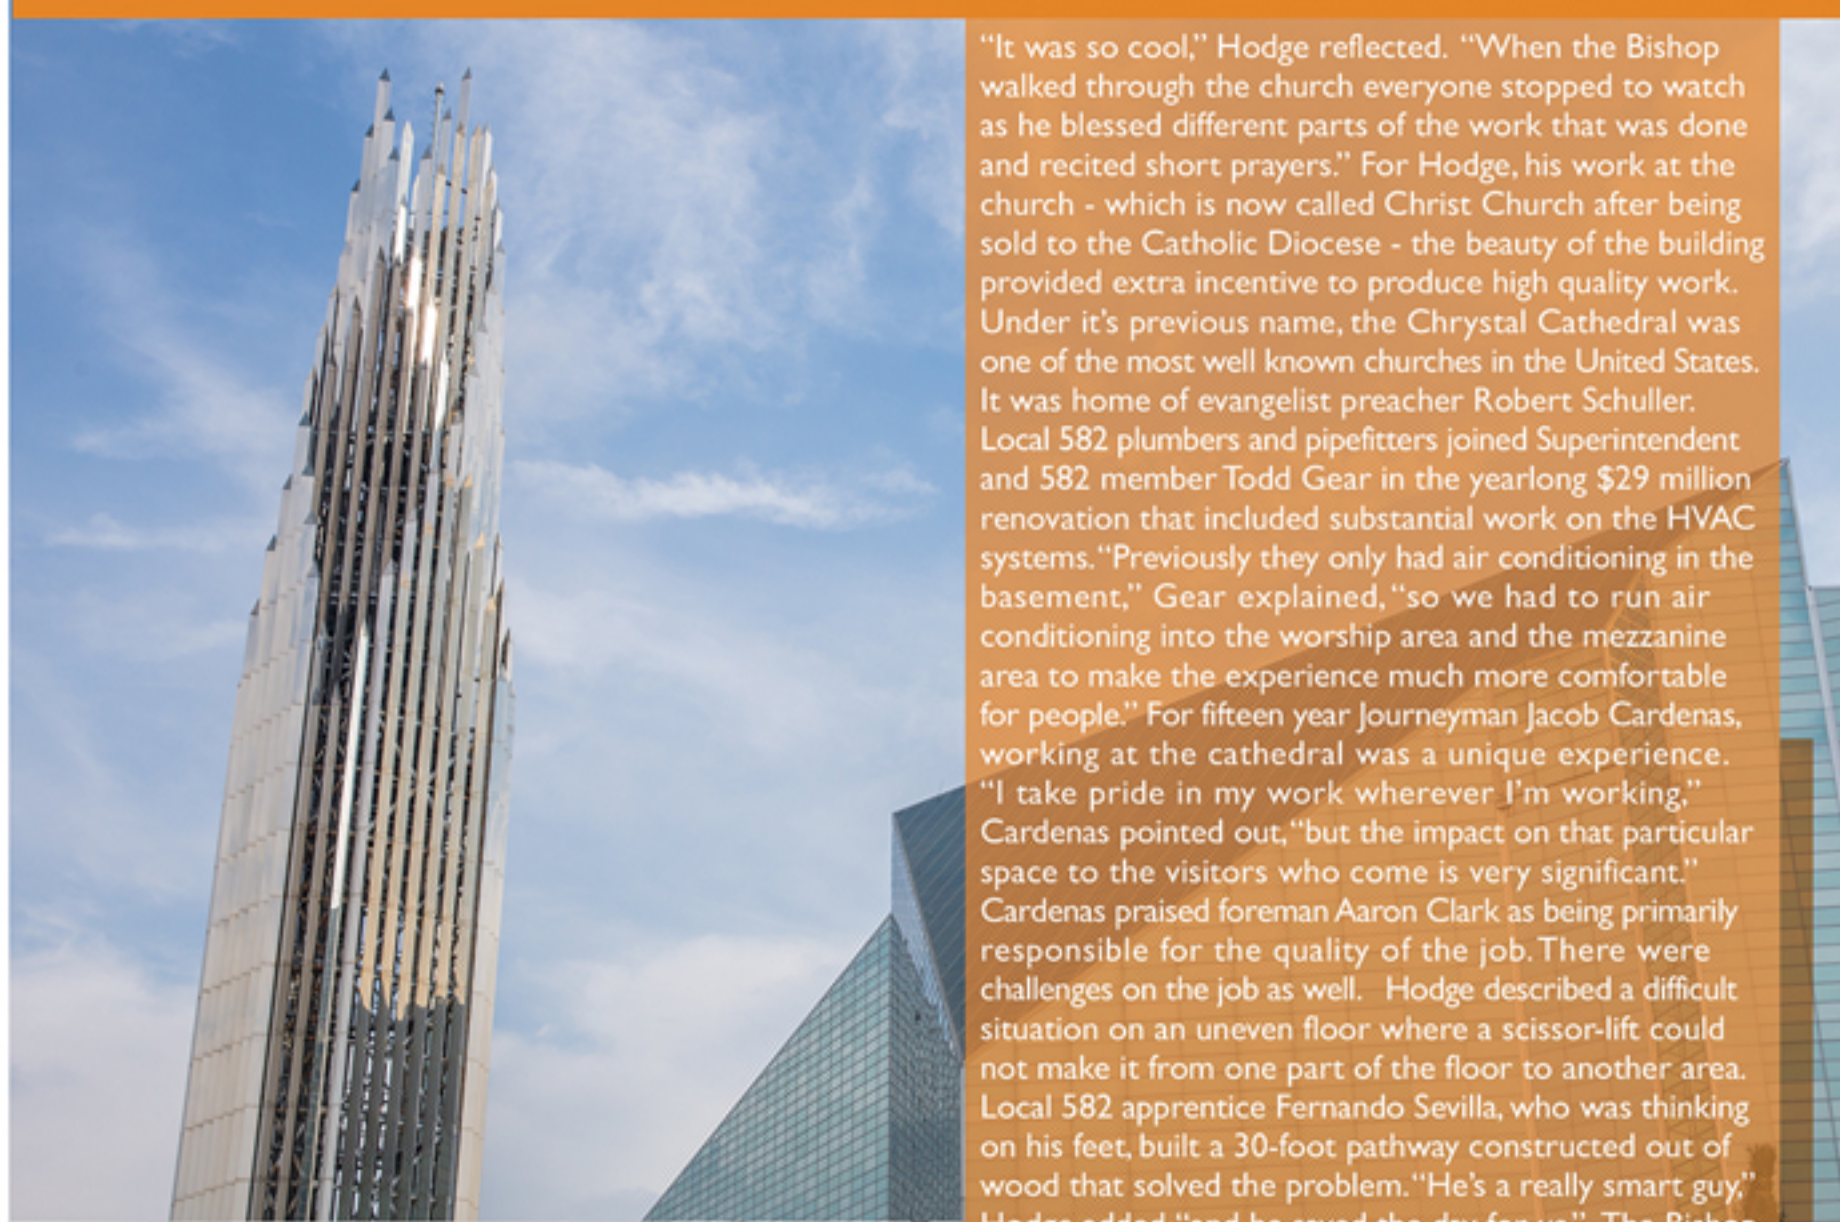 “It was so cool,” Hodge reflected. “When the Bishop
walked through the church everyone stopped to watch
as he blessed different parts of the work that was done
and recited short prayers.” For Hodge, his work at the
church - which is now called Christ Church after being
sold to the Catholic Diocese - the beauty of the building
provided extra incentive to produce high quality work.
Under it’s previous name, the Chrystal Cathedral was
one of the most well known churches in the United States.
It was home of evangelist preacher Robert Schuller.
Local 582 plumbers and pipefitters joined Superintendent
and 582 member Todd Gear in the yearlong $29 million
renovation that included substantial work on the HVAC
systems. “Previously they only had air conditioning in the
basement,” Gear explained, “so we had to run air
conditioning into the worship area and the mezzanine
area to make the experience much more comfortable
for people.” For fifteen year Journeyman Jacob Cardenas,
working at the cathedral was a unique experience.
“I take pride in my work wherever I’m working,”
Cardenas pointed out, “but the impact on that particular
space to the visitors who come is very significant.”
Cardenas praised foreman Aaron Clark as being primarily
responsible for the quality of the job. There were
challenges on the job as well. Hodge described a difficult
situation on an uneven floor where a scissor-lift could
not make it from one part of the floor to another area.
Local 582 apprentice Fernando Sevilla, who was thinking
on his feet, built a 30-foot pathway constructed out of
wood that solved the problem. “He’s a really smart guy,”